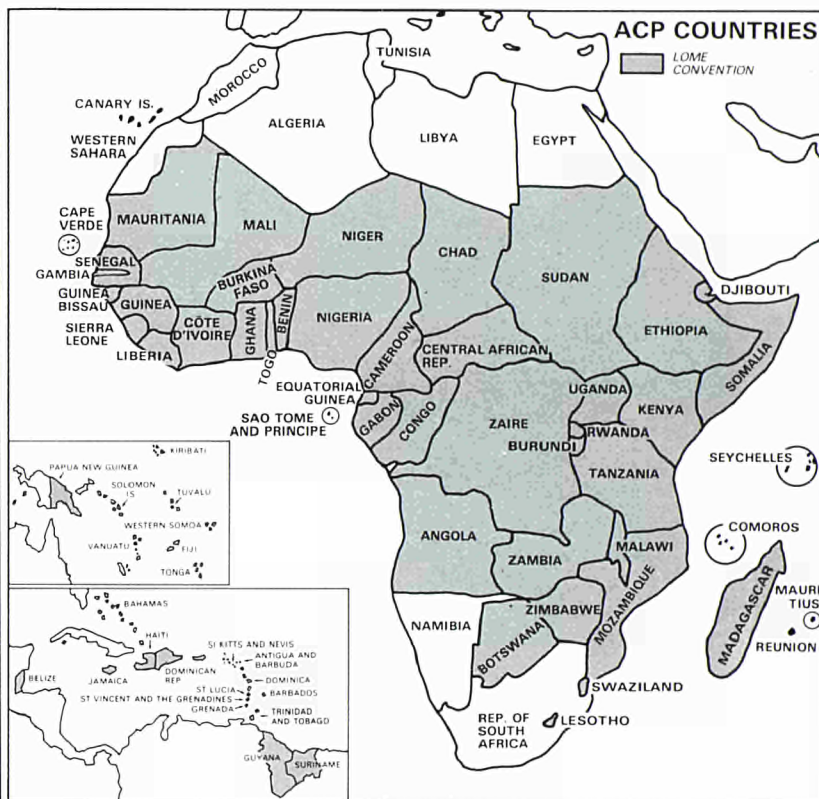 ACP COUNTRIES
LOME
CONVENTION
TUNISIA
MOROCCO
CANARY IS.
ALGERIA
WESTERN
SAHARA
LIBYA
EGYPT
CAPE
VERDE
MAURITANIA
MALI
NIGER
CHAD
SUDAN
SENEGAL
GAMBIA
BURKINA
FASO
DJIBOUTI
GUINEA
BISSAU
GUINEA
NIGERIA
BENIN
CÔTE
D'IVOIRE
GHANA
TOGO
ETHIOPIA
SIERRA
LEONE
LIBERIA
CAMEROON
CENTRAL AFRICAN
REP.
SOMALIA
EQUATORIAL
GUINEA
UGANDA
KENYA
SAO TOME
AND PRINCIPE
GABON
CONGO
ZAIRE
RWANDA
BURUNDI
SEYCHELLES
TANZANIA
ANGOLA
COMOROS
ZAMBIA
MALAWI
MOZAMBIQUE
MADAGASCAR
MAURI
TIUS
ZIMBABWE
NAMIBIA
BOTSWANA
REUNION
SWAZILAND
REP. OF
SOUTH
AFRICA
LESOTHO
KIRIBATI
PAPUA NEW GUINEA
SOLOMON
IS
TUVALU
WESTERN SOMOA
VANUATU
FIJI
TONGA
BAHAMAS
HAITI
ST KITTS AND NEVIS
ANTIGUA AND
BARBUDA
BELIZE
JAMAICA
DOMINICAN
REP
DOMINICA
ST LUCIA
BARBADOS
ST VINCENT AND THE GRENADINES
GRENADA
TRINIDAD
AND TOBAGO
GUYANA
SURINAME